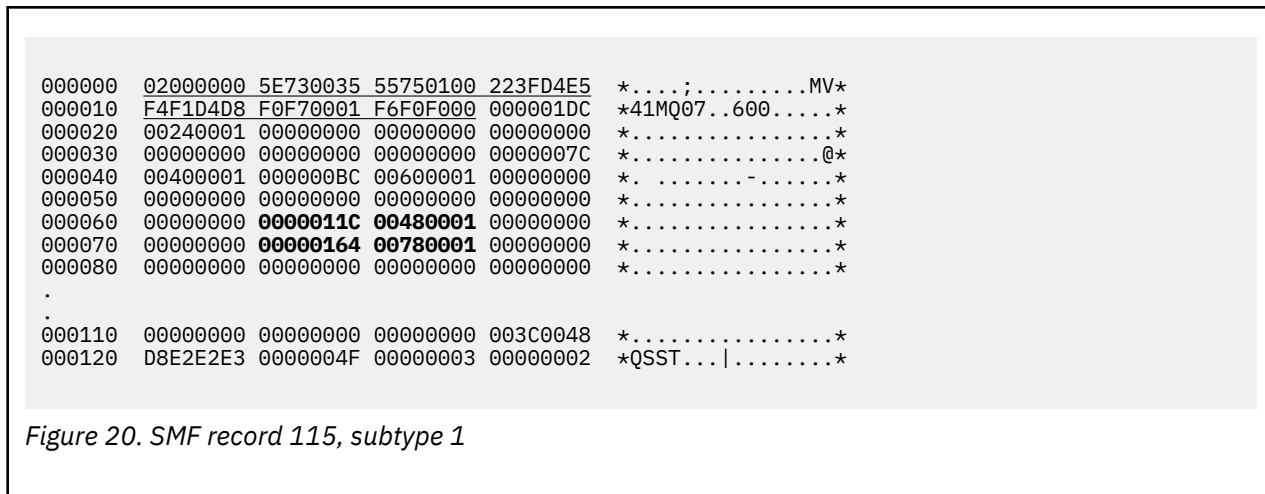 000000 02000000 5E730035 55750100 223FD4E5 *....;.........MV*
000010 F4F1D4D8 F0F70001 F6F0F000 000001DC *41MQ07..600.....*
000020 00240001 00000000 00000000 00000000 *................*
000030 00000000 00000000 00000000 0000007C *...............@*
000040 00400001 000000BC 00600001 00000000 *. .......-......*
000050 00000000 00000000 00000000 00000000 *................*
000060 00000000 0000011C 00480001 00000000 *................*
000070 00000000 00000164 00780001 00000000 *................*
000080 00000000 00000000 00000000 00000000 *................*
.
.
000110 00000000 00000000 00000000 003C0048 *................*
000120 D8E2E2E3 0000004F 00000003 00000002 *QSST...|........*
Figure 20. SMF record 115, subtype 1